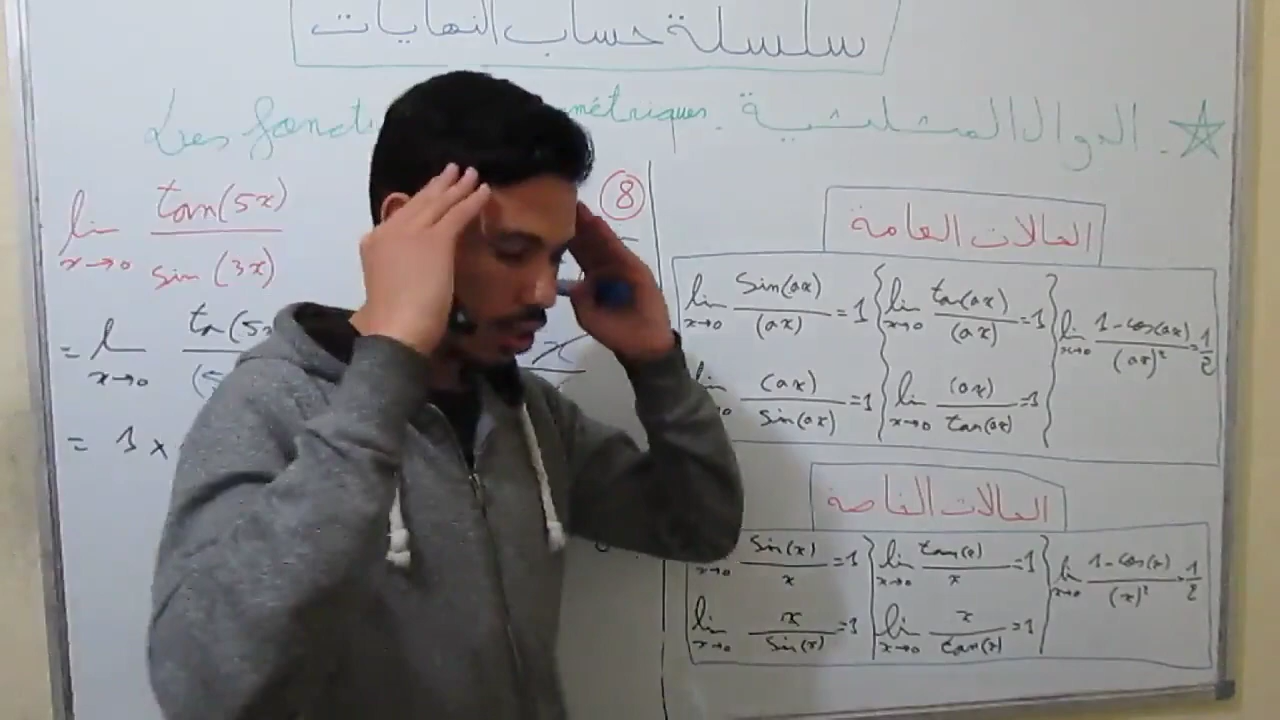 سلسلة حساب النهايات
الدوال المثلثية. métriques. Les foncti
lim x→0 tan(5x) / sin(3x)
= lim x→0
= 1 ×
8
الحالات العامة
lim x→0 sin(ax) / (ax) = 1 lim x→0 tan(ax) / (ax) = 1 lim x→0 1-cos(ax) / (ax)² = 1/2
(ax) / sin(ax) = 1 lim x→0 (ax) / tan(ax) = 1
الحالات الخاصة
x→0 sin(x) / x = 1 lim x→0 tan(x) / x = 1 lim x→0 1-cos(x) / (x)² = 1/2
lim x→0 x / sin(x) = 1 lim x→0 x / tan(x) = 1